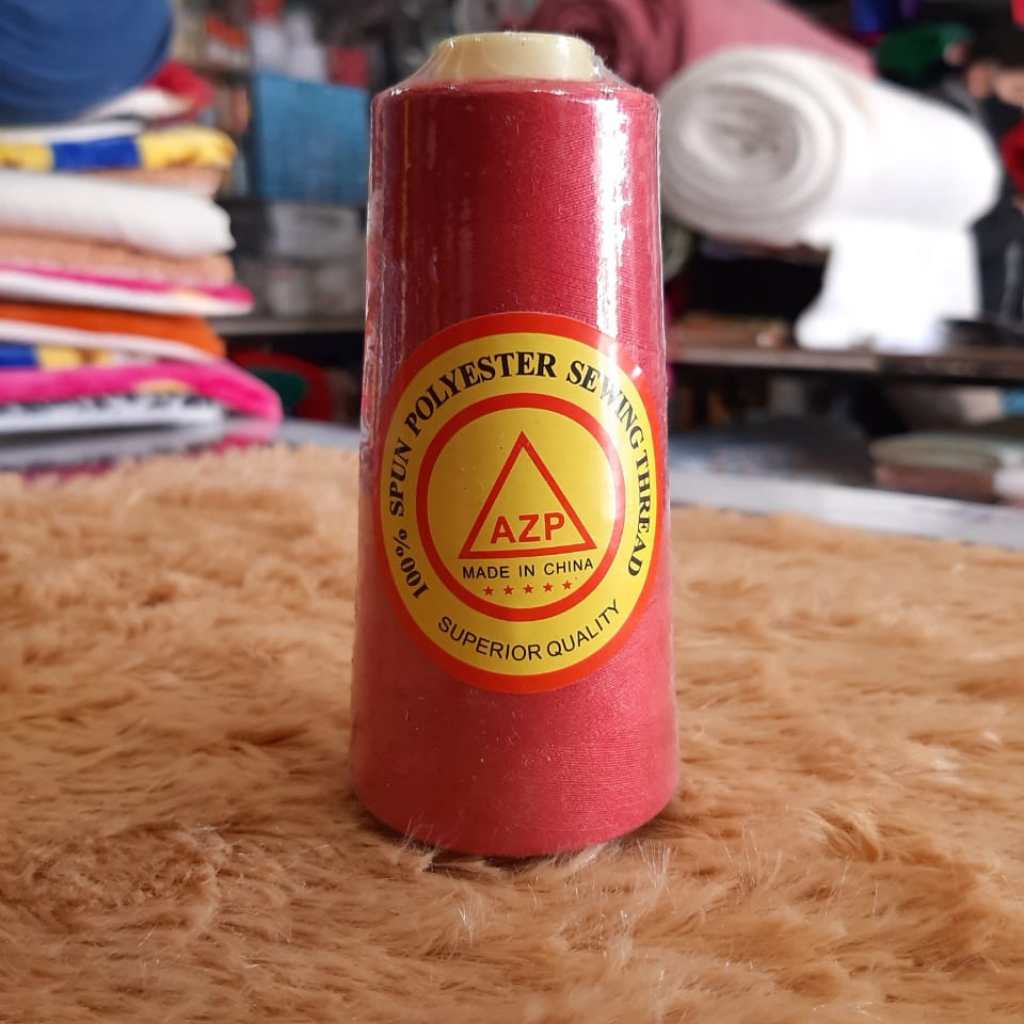 100% SPUN POLYESTER SEWING THREAD
AZP
MADE IN CHINA
SUPERIOR QUALITY